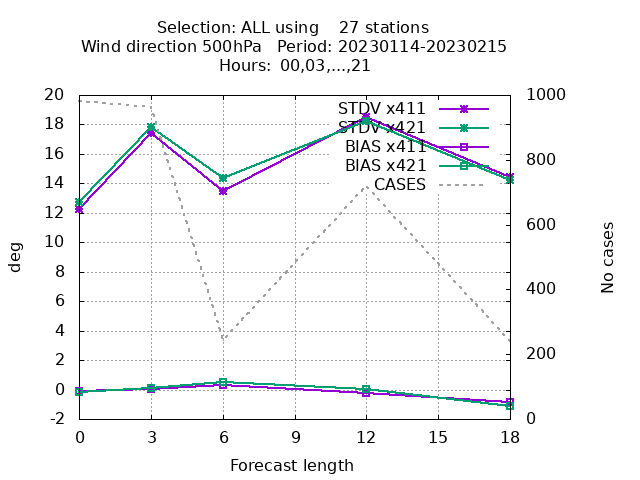 Selection: ALL using 27 stations
Wind direction 500hPa Period: 20230114-20230215
Hours: 00,03,...,21
STDV x411
STDV x421
BIAS x411
BIAS x421
CASES
deg
20
18
16
14
12
10
8
6
4
2
0
-2
No cases
1000
800
600
400
200
0
0 3 6 9 12 15 18
Forecast length